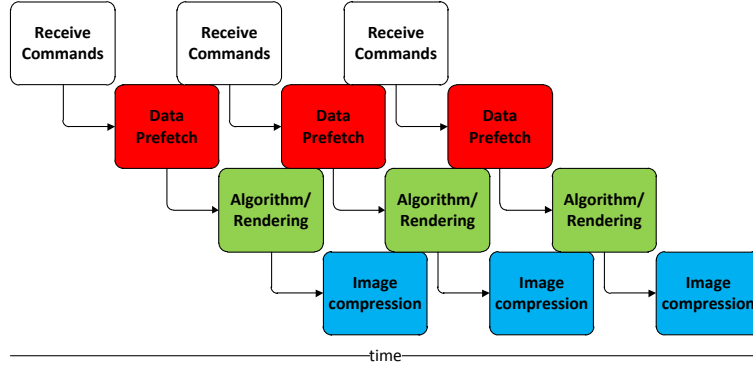 Receive
Commands
Receive
Commands
Receive
Commands
Data
Prefetch
Data
Prefetch
Data
Prefetch
Algorithm/
Rendering
Algorithm/
Rendering
Algorithm/
Rendering
Image
compression
Image
compression
Image
compression
time